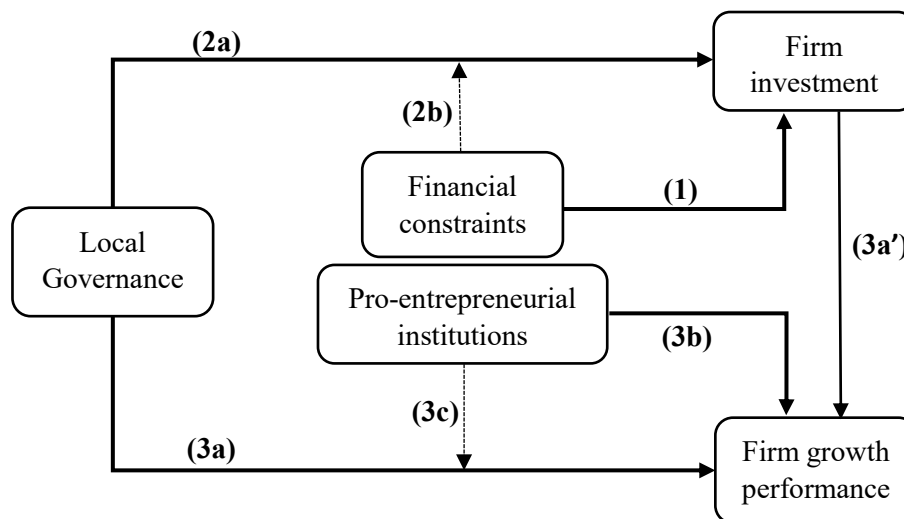 (2a)
Firm
investment
(2b)
Financial
constraints
(1)
Local
Governance
(3a′)
Pro-entrepreneurial
institutions
(3b)
(3c)
(3a)
Firm growth
performance